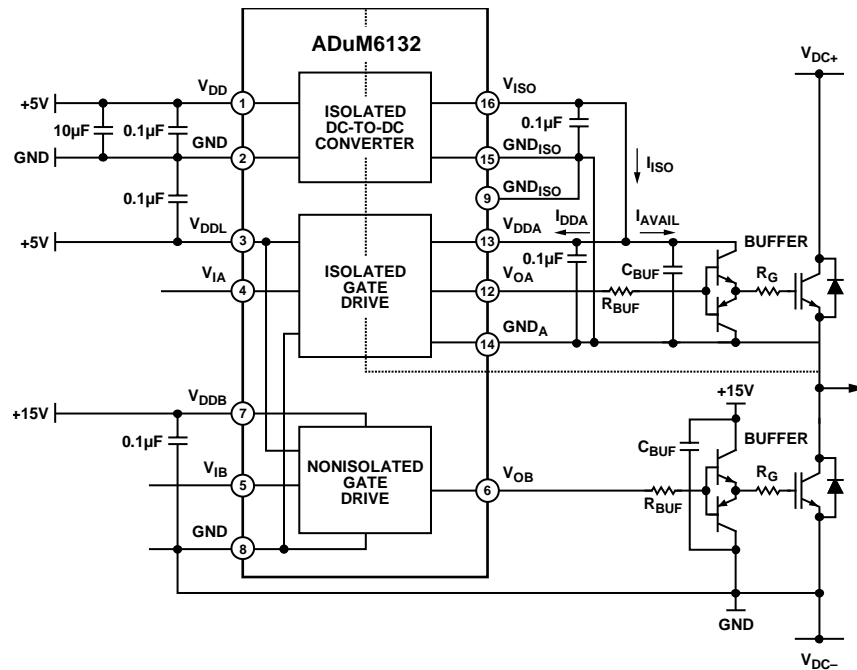 ADuM6132
V_DC+
V_DD
V_ISO
+5V
1
16
ISOLATED
DC-TO-DC
CONVERTER
10µF
0.1µF
0.1µF
GND
GND_ISO
GND
2
15
I_ISO
GND_ISO
9
0.1µF
V_DDL
V_DDA
I_DDA
I_AVAIL
BUFFER
+5V
3
13
0.1µF
ISOLATED
GATE
DRIVE
V_IA
V_OA
C_BUF
R_G
4
12
R_BUF
GND_A
14
+15V
V_DDB
+15V
7
BUFFER
0.1µF
C_BUF
NONISOLATED
GATE
DRIVE
V_IB
V_OB
R_G
5
6
R_BUF
GND
8
GND
V_DC–